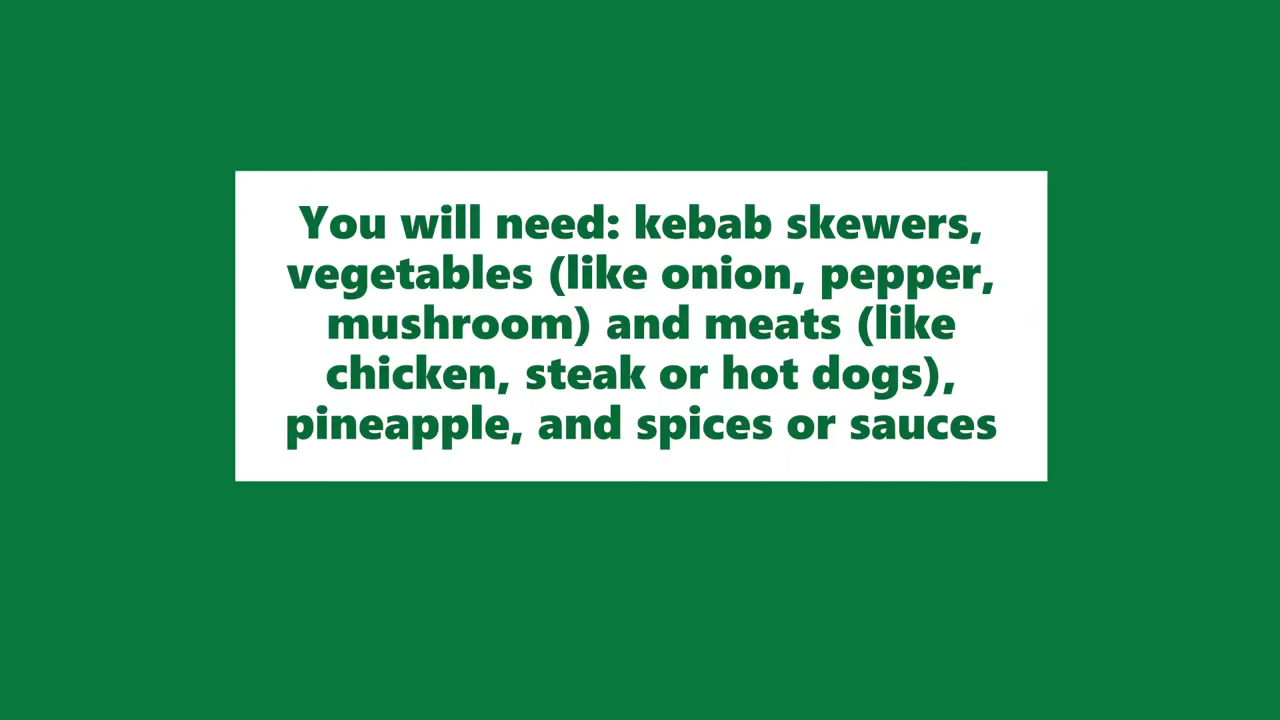 You will need: kebab skewers,
vegetables (like onion, pepper,
mushroom) and meats (like
chicken, steak or hot dogs),
pineapple, and spices or sauces